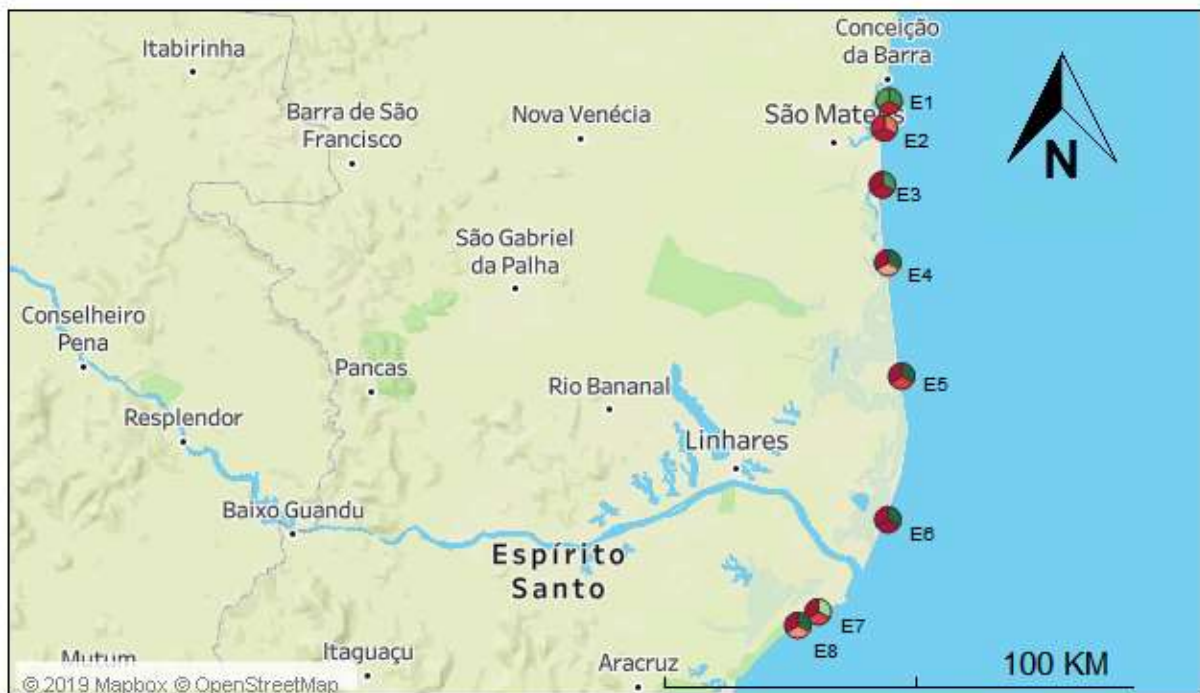 Conceição
da Barra
Itabirinha
E1
Barra de São
Francisco
Nova Venécia
São Mateus
E2
E3
São Gabriel
da Palha
E4
N
Conselheiro
Pena
Pancas
Rio Bananal
E5
Resplendor
Linhares
Baixo Guandu
E6
Espírito
Santo
E7
E8
Mutum
Itaguaçu
Aracruz
100 KM
© 2019 Mapbox © OpenStreetMap